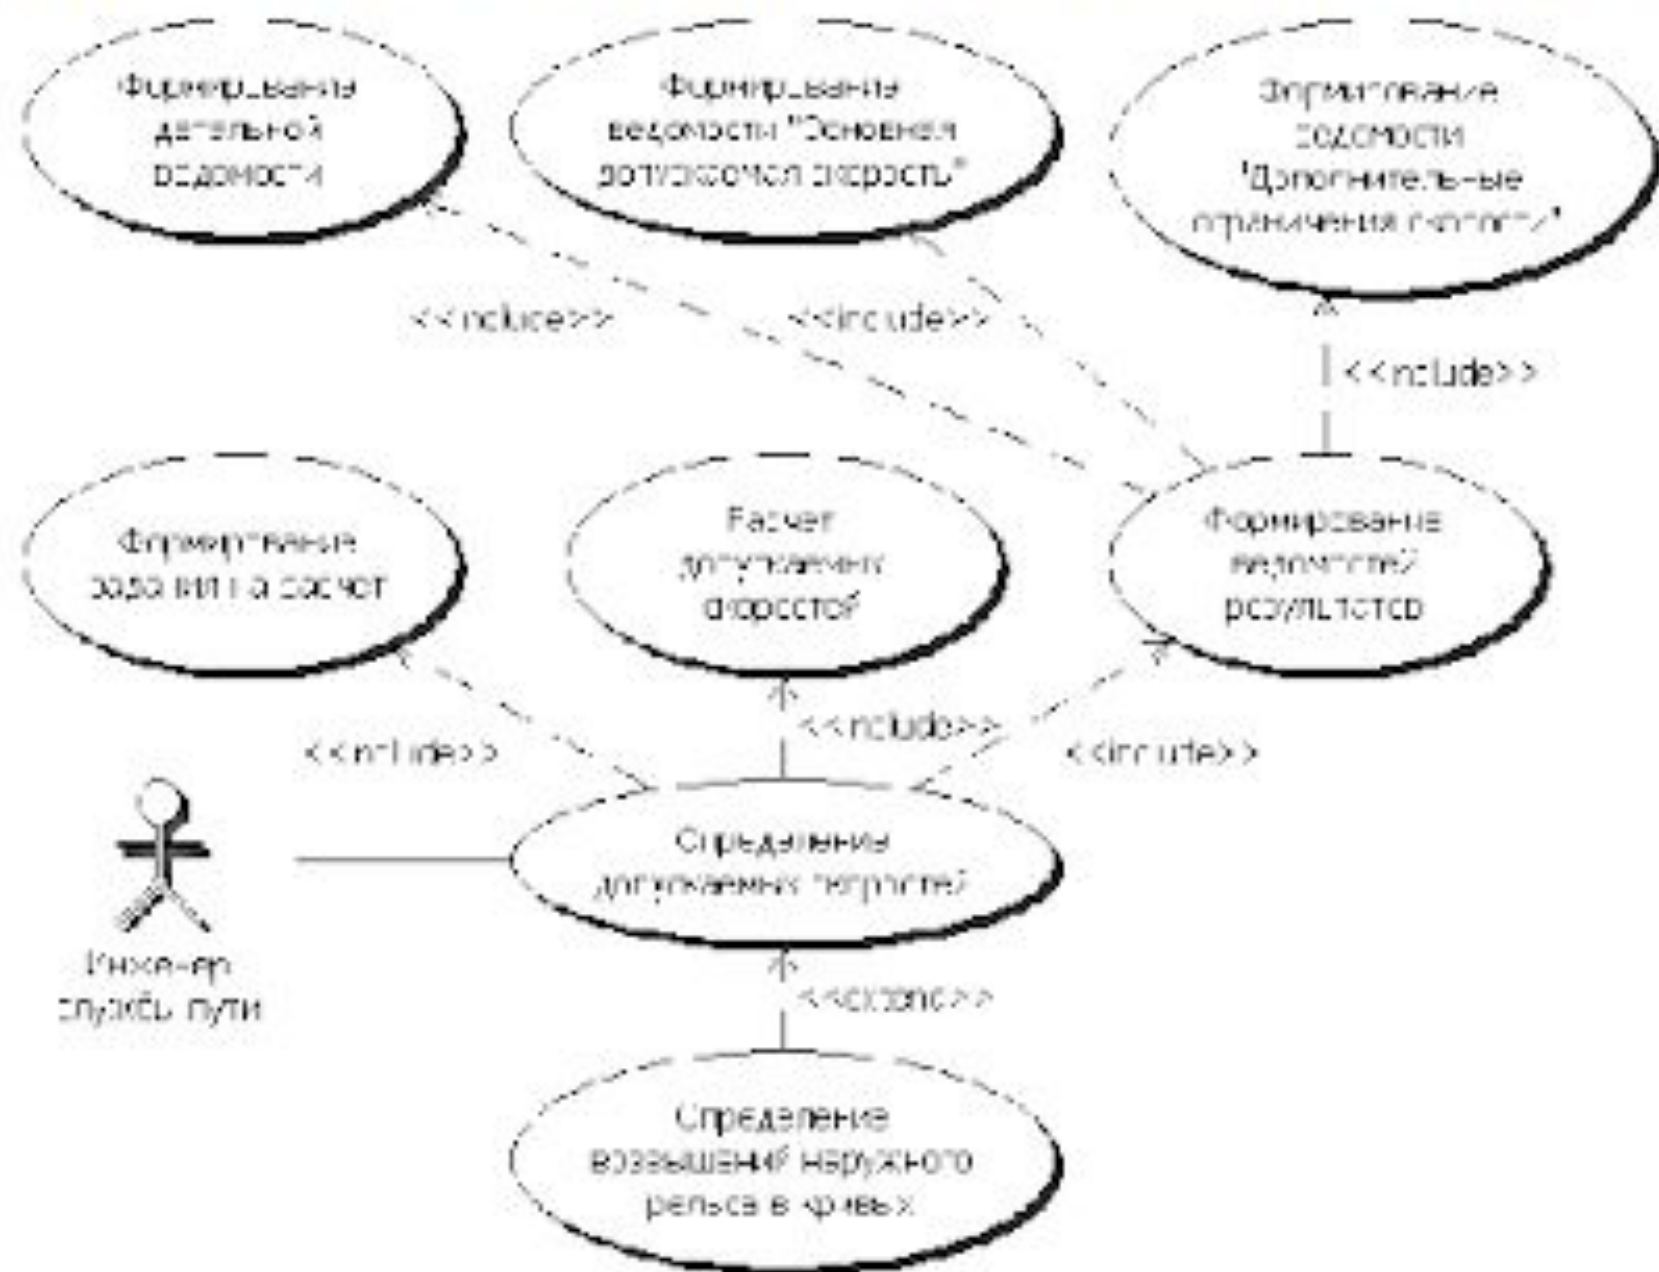 Формирование
детальной
ведомости
Формирование
ведомости "Основная
допускаемая скорость"
Формирование
ведомости
"Дополнительные
ограничения скорости"
<<include>>
<<include>>
<<include>>
Формирование
задания на расчет
Расчет
допускаемых
скоростей
Формирование
ведомостей
результатов
<<include>>
<<include>>
<<include>>
Определение
допускаемых скоростей
Инженер
службы пути
<<extend>>
Определение
возвышений наружного
рельса в кривых